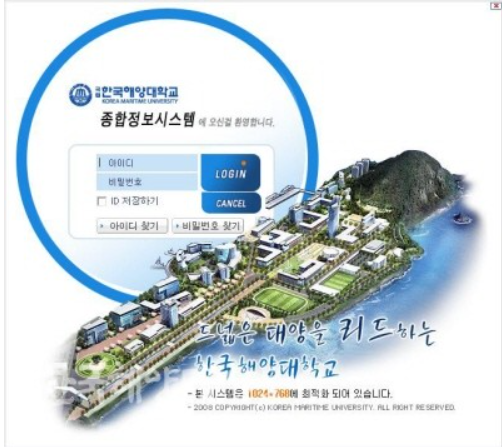 국립 한국해양대학교
KOREA MARITIME UNIVERSITY
종합정보시스템 에 오신걸 환영합니다.
아이디
LOGIN
비밀번호
ID 저장하기
CANCEL
아이디 찾기
비밀번호 찾기
드넓은 대양을 리드하는
한국해양대학교
- 본 시스템은 1024*768에 최적화 되어 있습니다.
- 2008 COPYRIGHT(c) KOREA MARITIME UNIVERSITY. ALL RIGHT RESERVED.